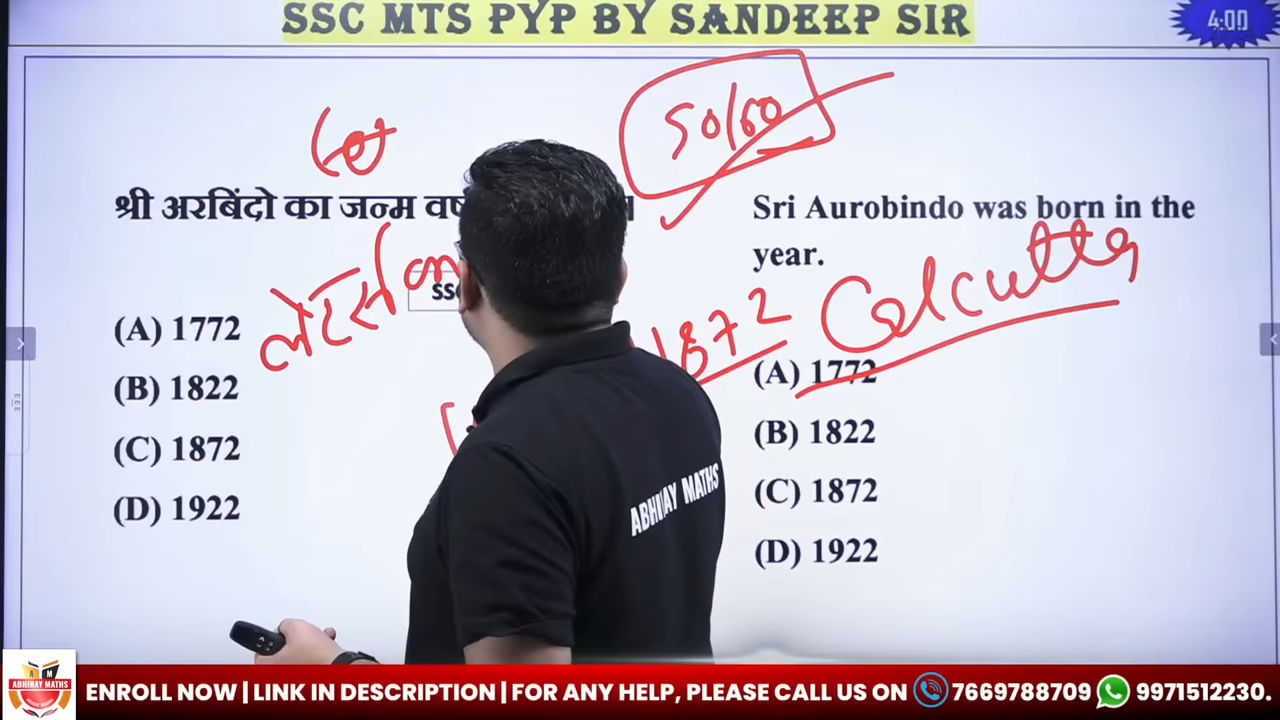 SSC MTS PYP BY SANDEEP SIR
4:00
50/60
श्री अरबिंदो का जन्म
(A) 1772
(B) 1822
(C) 1872
(D) 1922
1872 Calcutta
Sri Aurobindo was born in the
year.
(A) 1772
(B) 1822
(C) 1872
(D) 1922
ABHINAY MATHS
ABHINAY MATHS
ENROLL NOW | LINK IN DESCRIPTION | FOR ANY HELP, PLEASE CALL US ON 7669788709 9971512230.